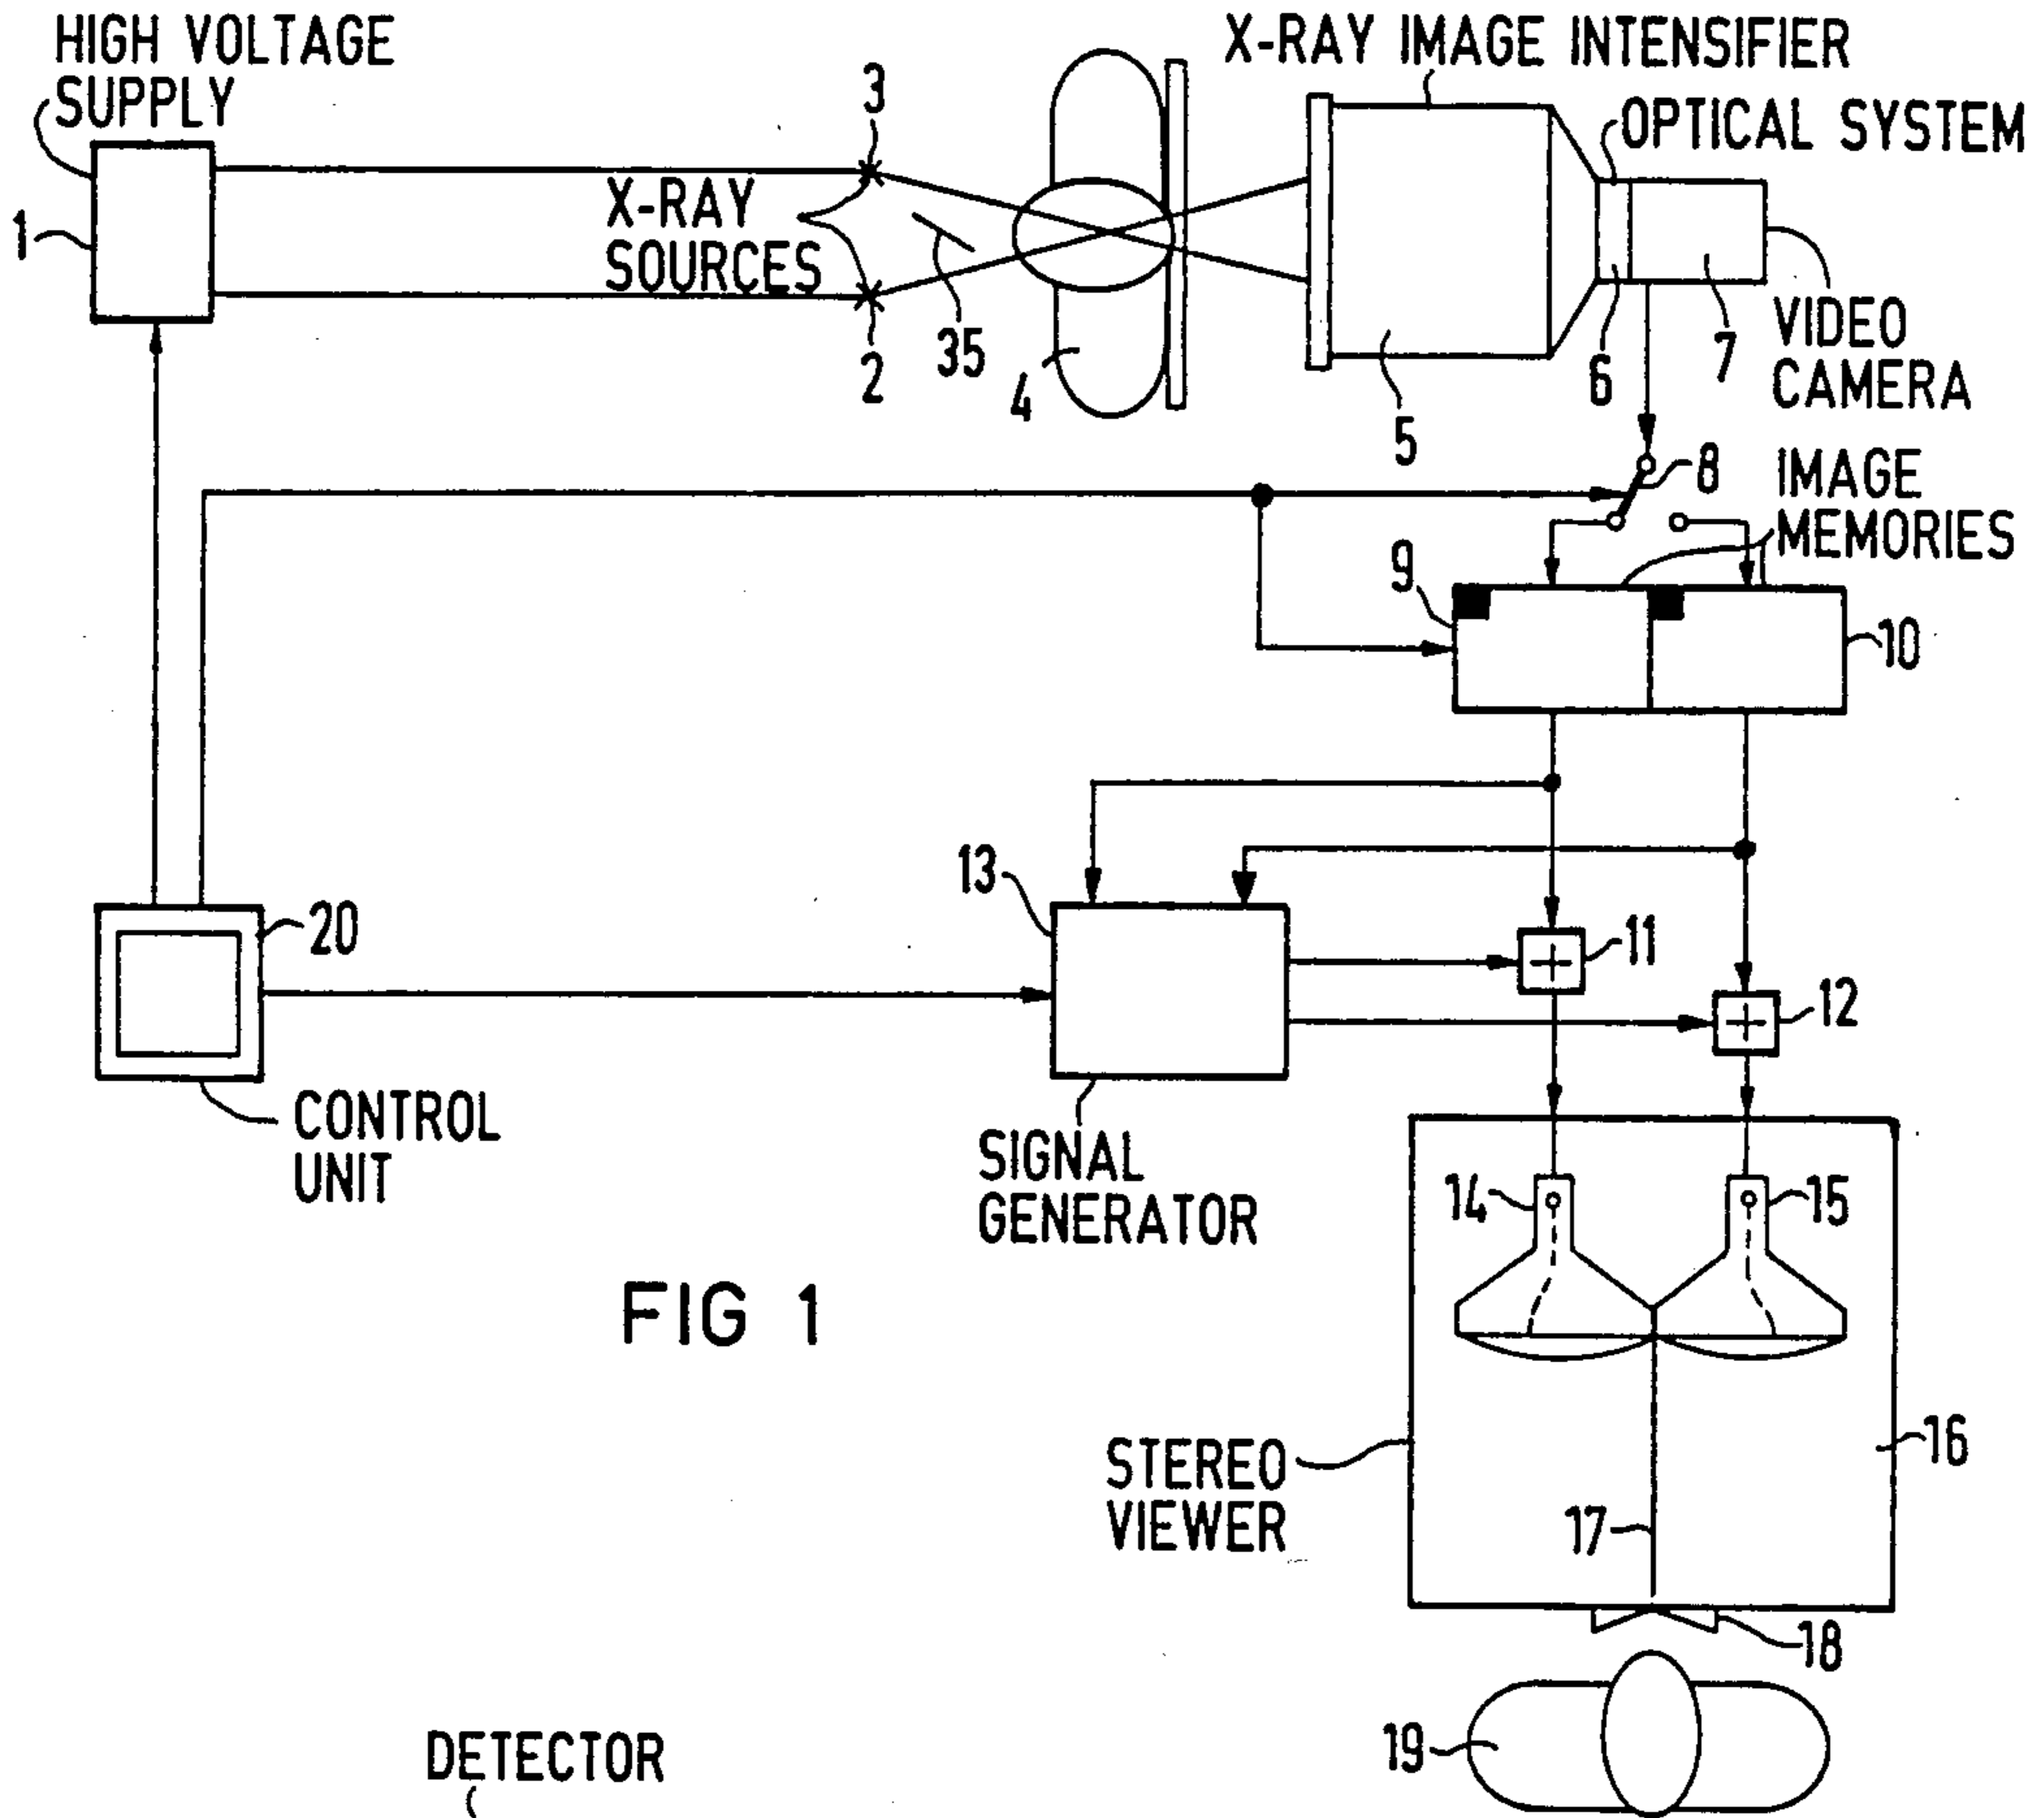 HIGH VOLTAGE
SUPPLY
X-RAY IMAGE INTENSIFIER
OPTICAL SYSTEM
3
X-RAY
SOURCES
1
2
35
4
5
6
7
VIDEO
CAMERA
8
IMAGE
MEMORIES
9
10
13
11
20
12
CONTROL
UNIT
SIGNAL
GENERATOR
14
15
FIG 1
STEREO
VIEWER
16
17
18
DETECTOR
19